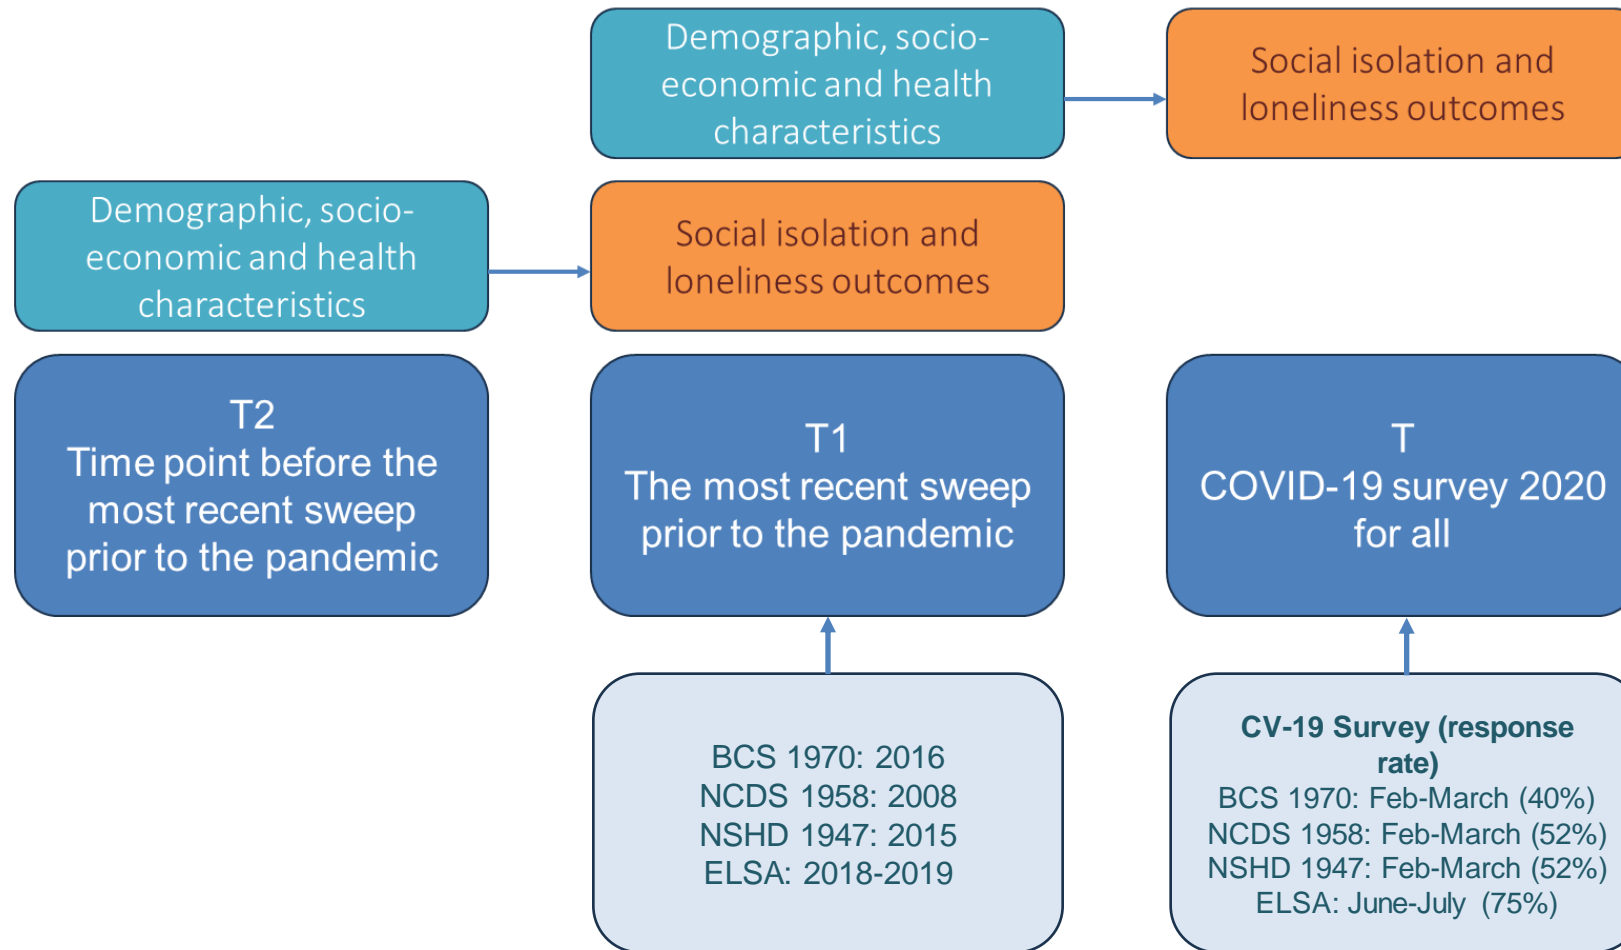 Demographic, socio-
economic and health
characteristics
Social isolation and
loneliness outcomes
Demographic, socio-
economic and health
characteristics
Social isolation and
loneliness outcomes
T2
Time point before the
most recent sweep
prior to the pandemic
T1
The most recent sweep
prior to the pandemic
T
COVID-19 survey 2020
for all
BCS 1970: 2016
NCDS 1958: 2008
NSHD 1947: 2015
ELSA: 2018-2019
CV-19 Survey (response
rate)
BCS 1970: Feb-March (40%)
NCDS 1958: Feb-March (52%)
NSHD 1947: Feb-March (52%)
ELSA: June-July (75%)